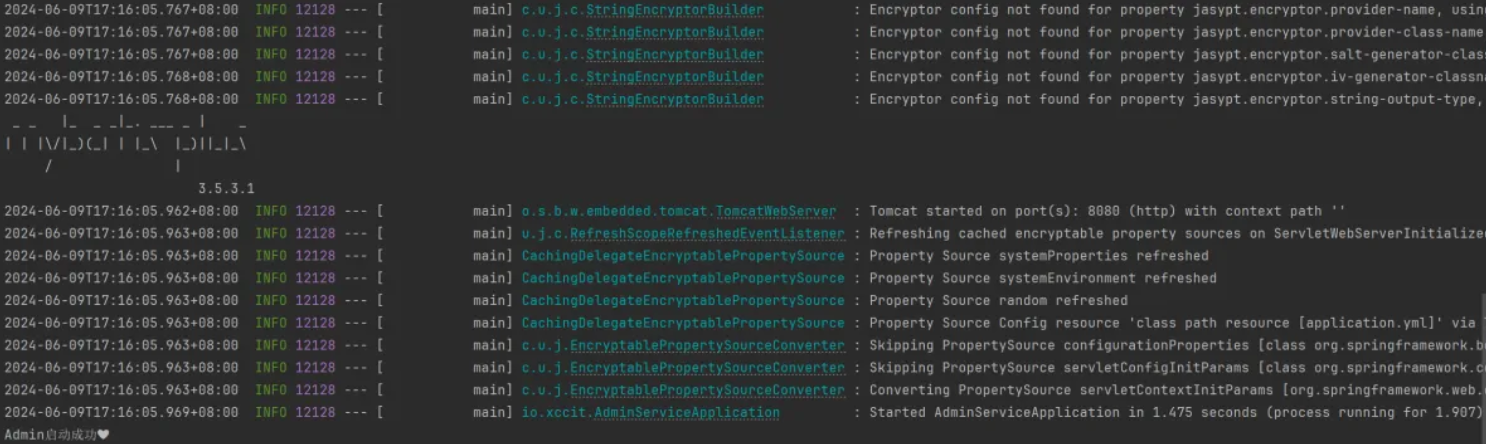 2024-06-09T17:16:05.767+08:00  INFO 12128 --- [           main] c.u.j.c.StringEncryptorBuilder           : Encryptor config not found for property jasypt.encryptor.provider-name, usin
2024-06-09T17:16:05.767+08:00  INFO 12128 --- [           main] c.u.j.c.StringEncryptorBuilder           : Encryptor config not found for property jasypt.encryptor.provider-class-name
2024-06-09T17:16:05.767+08:00  INFO 12128 --- [           main] c.u.j.c.StringEncryptorBuilder           : Encryptor config not found for property jasypt.encryptor.salt-generator-clas
2024-06-09T17:16:05.767+08:00  INFO 12128 --- [           main] c.u.j.c.StringEncryptorBuilder           : Encryptor config not found for property jasypt.encryptor.iv-generator-classna
2024-06-09T17:16:05.768+08:00  INFO 12128 --- [           main] c.u.j.c.StringEncryptorBuilder           : Encryptor config not found for property jasypt.encryptor.string-output-type,
 _ _   |_  _ _|_. ___ _ |    _
| | |\/|_)(_| | |_\  |_)||_|_\
     /               |
                        3.5.3.1
2024-06-09T17:16:05.962+08:00  INFO 12128 --- [           main] o.s.b.w.embedded.tomcat.TomcatWebServer  : Tomcat started on port(s): 8080 (http) with context path ''
2024-06-09T17:16:05.963+08:00  INFO 12128 --- [           main] u.j.c.RefreshScopeRefreshedEventListener : Refreshing cached encryptable property sources on ServletWebServerInitialize
2024-06-09T17:16:05.963+08:00  INFO 12128 --- [           main] CachingDelegateEncryptablePropertySource : Property Source systemProperties refreshed
2024-06-09T17:16:05.963+08:00  INFO 12128 --- [           main] CachingDelegateEncryptablePropertySource : Property Source systemEnvironment refreshed
2024-06-09T17:16:05.963+08:00  INFO 12128 --- [           main] CachingDelegateEncryptablePropertySource : Property Source random refreshed
2024-06-09T17:16:05.963+08:00  INFO 12128 --- [           main] CachingDelegateEncryptablePropertySource : Property Source Config resource 'class path resource [application.yml]' via
2024-06-09T17:16:05.963+08:00  INFO 12128 --- [           main] c.u.j.EncryptablePropertySourceConverter : Skipping PropertySource configurationProperties [class org.springframework.b
2024-06-09T17:16:05.963+08:00  INFO 12128 --- [           main] c.u.j.EncryptablePropertySourceConverter : Skipping PropertySource servletConfigInitParams [class org.springframework.c
2024-06-09T17:16:05.963+08:00  INFO 12128 --- [           main] c.u.j.EncryptablePropertySourceConverter : Converting PropertySource servletContextInitParams [org.springframework.web.
2024-06-09T17:16:05.969+08:00  INFO 12128 --- [           main] io.xccit.AdminServiceApplication         : Started AdminServiceApplication in 1.475 seconds (process running for 1.907)
Admin启动成功❤